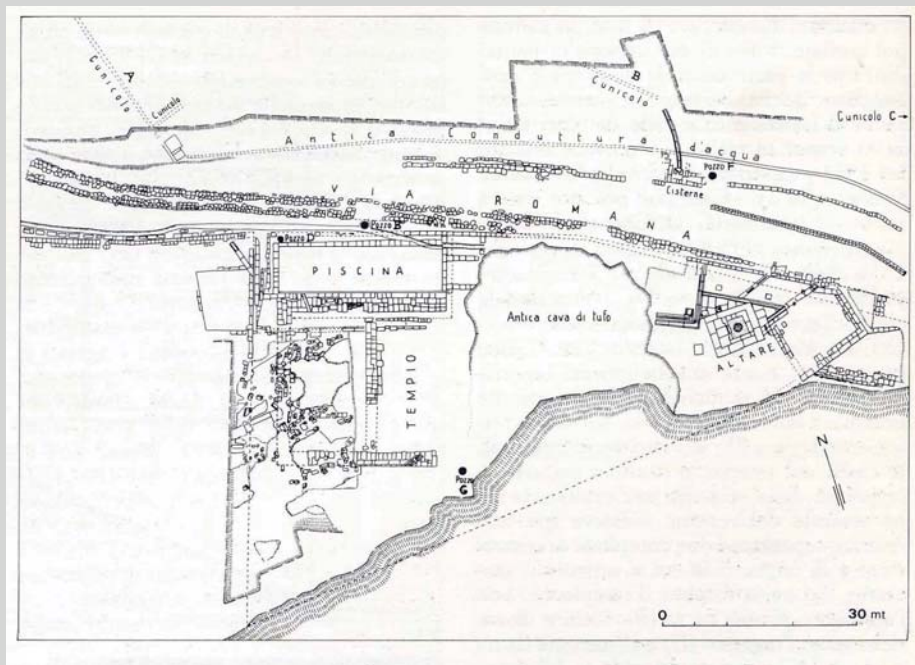 A
Cunicolo
Cunicolo
B
Cunicolo
Cunicolo C
Antica Conduttura d'acqua
Pozzo F
Cisterne
VIA ROMANA
Pozzo B
Pozzo D
PISCINA
Antica cava di tufo
ALTARE
TEMPIO
Pozzo G
N
0 30 mt